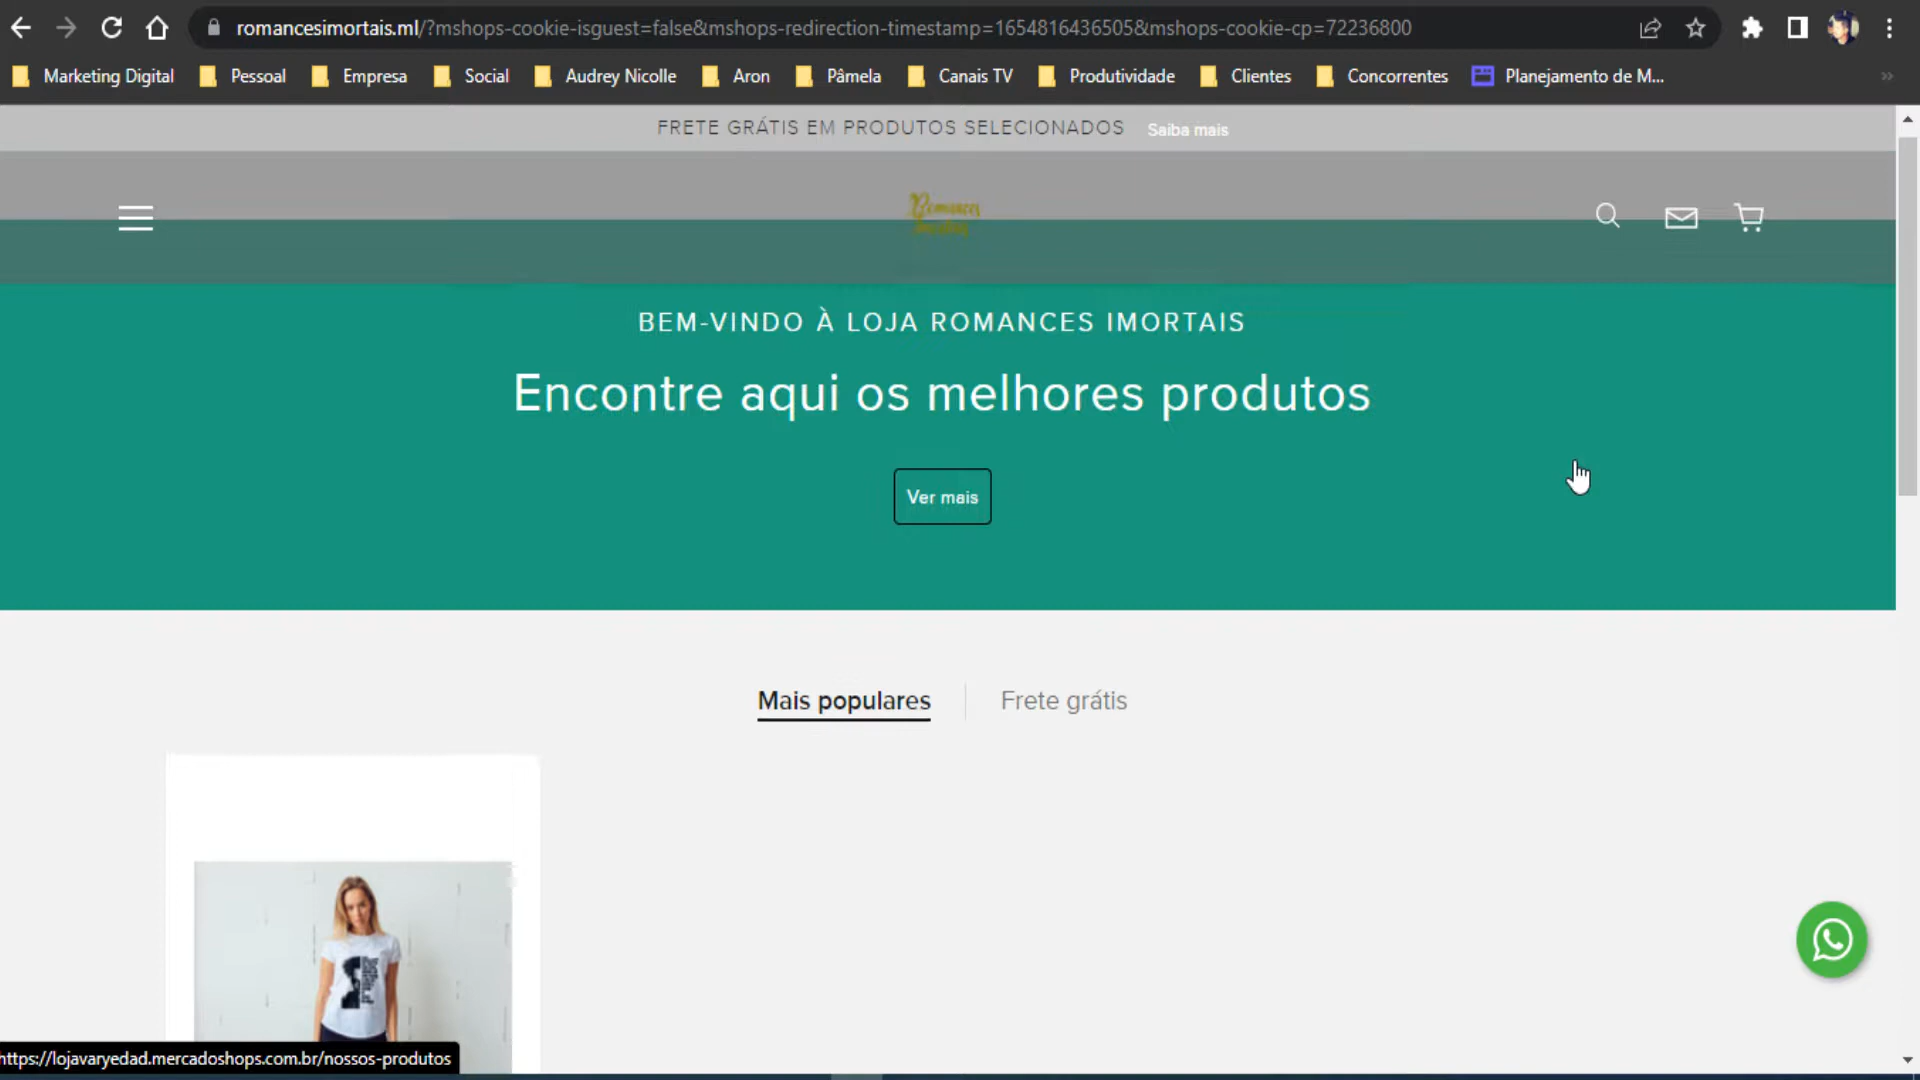 romancesimortais.ml/?mshops-cookie-isguest=false&mshops-redirection-timestamp=1654816436505&mshops-cookie-cp=72236800
Marketing Digital Pessoal Empresa Social Audrey Nicolle Aron Pâmela Canais TV Produtividade Clientes Concorrentes Planejamento de M... »
FRETE GRÁTIS EM PRODUTOS SELECIONADOS Saiba mais
Romances
BEM-VINDO À LOJA ROMANCES IMORTAIS
Encontre aqui os melhores produtos
Ver mais
Mais populares Frete grátis
https://lojavaryedad.mercadoshops.com.br/nossos-produtos